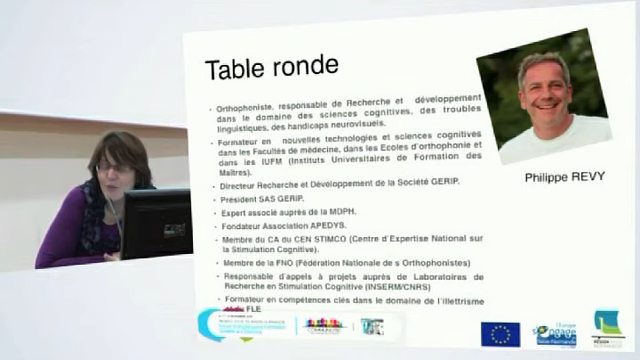 Table ronde
• Orthophoniste, responsable de Recherche et développement
dans le domaine des sciences cognitives, des troubles
linguistiques, des handicaps neurovisuels.
• Formateur en nouvelles technologies et sciences cognitives
dans les Facultés de médecine, dans les Ecoles d'orthophonie et
dans les IUFM (Instituts Universitaires de Formation des
Maîtres).
• Directeur Recherche et Développement de la Société GERIP.
• Président SAS GERIP.
• Expert associé auprès de la MDPH.
• Fondateur Association APEDYS.
• Membre du CA du CEN STIMCO (Centre d'Expertise National sur
la Stimulation Cognitive).
• Membre de la FNO (Fédération Nationale de s Orthophonistes)
• Responsable d'appels à projets auprès de Laboratoires de
Recherche en Stimulation Cognitive (INSERM/CNRS)
• Formateur en compétences clés dans le domaine de l'illettrisme
FLE
Philippe REVY
l'Europe
s'engage